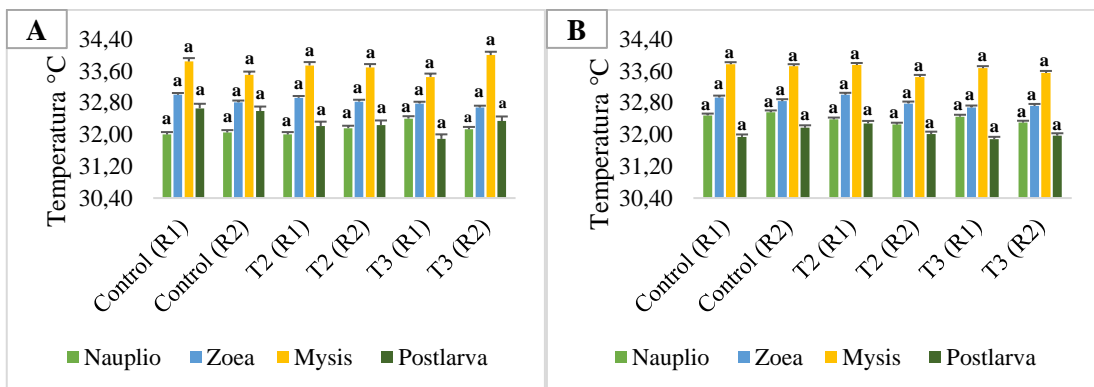 A
Temperatura °C
34,40
33,60
32,80
32,00
31,20
30,40
a a a a a a a a a a a a a a a a a a a a a a a a
Control (R1)
Control (R2)
T2 (R1)
T2 (R2)
T3 (R1)
T3 (R2)
Nauplio Zoea Mysis Postlarva
B
Temperatura °C
34,40
33,60
32,80
32,00
31,20
30,40
a a a a a a a a a a a a a a a a a a a a a a a a
Control (R1)
Control (R2)
T2 (R1)
T2 (R2)
T3 (R1)
T3 (R2)
Nauplio Zoea Mysis Postlarva